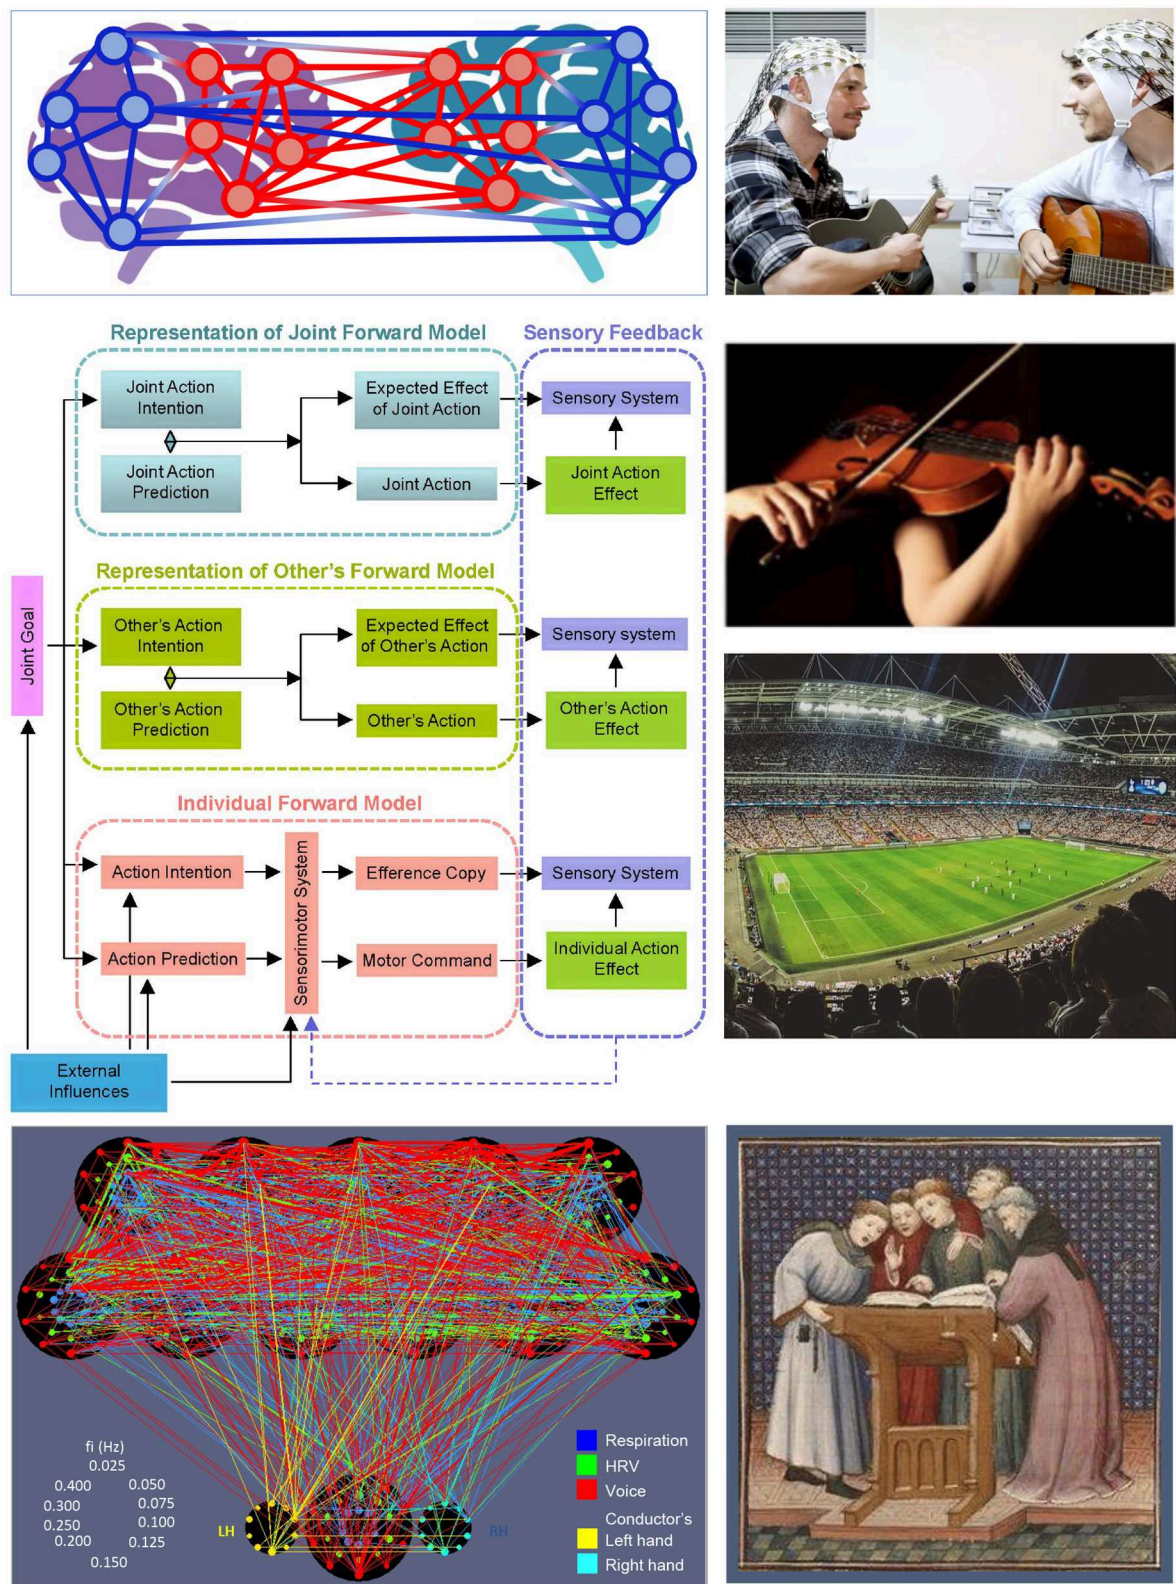 Representation of Joint Forward Model
Sensory Feedback
Joint Action
Intention
Expected Effect
of Joint Action
Sensory System
Joint Action
Prediction
Joint Action
Joint Action
Effect
Representation of Other's Forward Model
Joint Goal
Other's Action
Intention
Expected Effect
of Other's Action
Sensory system
Other's Action
Prediction
Other's Action
Other's Action
Effect
Individual Forward Model
Action Intention
Sensorimotor System
Efference Copy
Sensory System
Action Prediction
Motor Command
Individual Action
Effect
External
Influences
fi (Hz)
0.025
0.400
0.050
0.300
0.075
0.250
0.100
0.200
0.125
0.150
LH
RH
Respiration
HRV
Voice
Conductor's
Left hand
Right hand